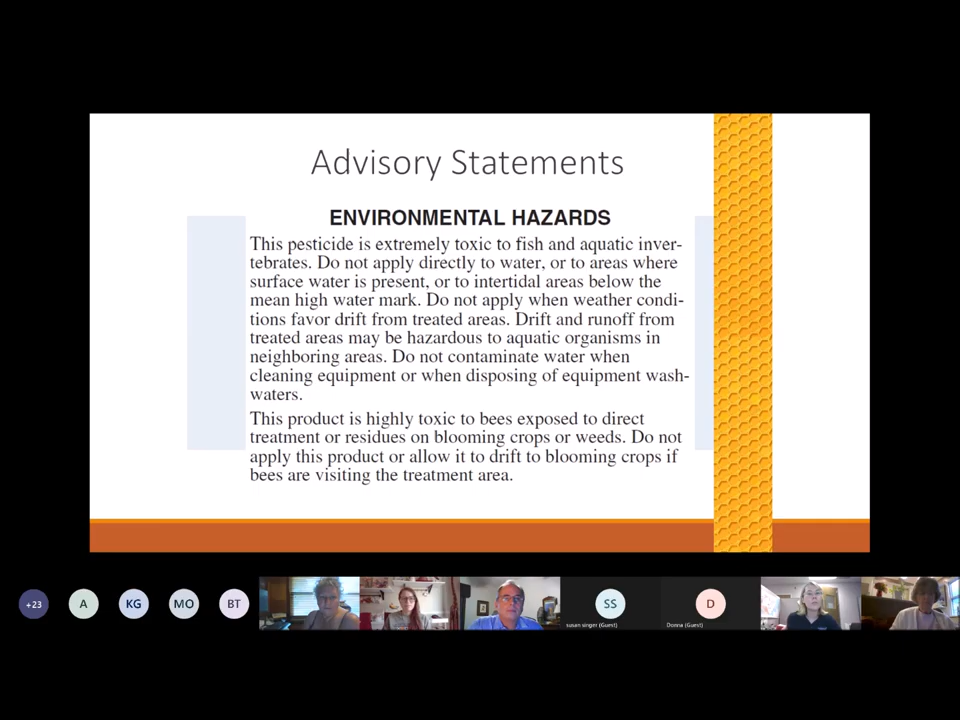 Advisory Statements
ENVIRONMENTAL HAZARDS
This pesticide is extremely toxic to fish and aquatic inver-
tebrates. Do not apply directly to water, or to areas where
surface water is present, or to intertidal areas below the
mean high water mark. Do not apply when weather condi-
tions favor drift from treated areas. Drift and runoff from
treated areas may be hazardous to aquatic organisms in
neighboring areas. Do not contaminate water when
cleaning equipment or when disposing of equipment wash-
waters.
This product is highly toxic to bees exposed to direct
treatment or residues on blooming crops or weeds. Do not
apply this product or allow it to drift to blooming crops if
bees are visiting the treatment area.
+23
A
KG
MO
BT
SS
susan singer (Guest)
D
Donna (Guest)